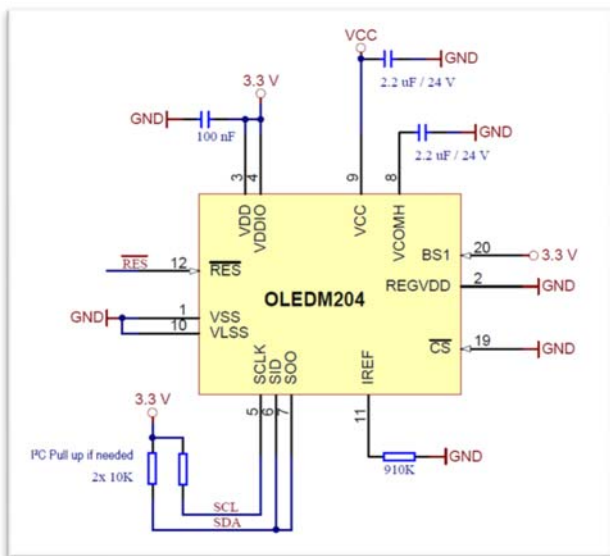 VCC
GND
2.2 uF / 24 V
3.3 V
GND
100 nF
GND
2.2 uF / 24 V
3
4
9
8
VDD
VDDIO
VCC
VCOMH
BS1
20
3.3 V
RES
12
RES
REGVDD
2
GND
OLEDM204
GND
1
VSS
10
VLSS
CS
19
GND
SCLK
SID
SOO
IREF
5
6
7
11
3.3 V
I²C Pull up if needed
2x 10K
910K
GND
SCL
SDA